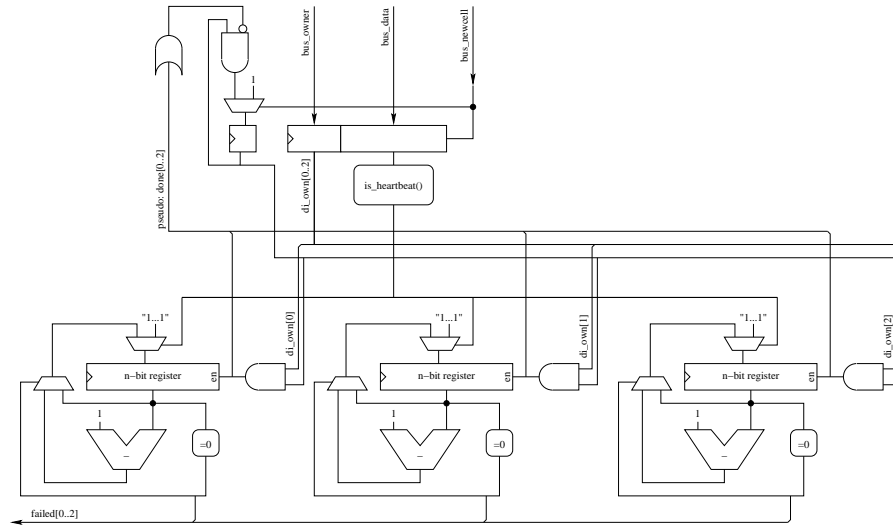 bus_owner
bus_data
bus_newcell
1
pseudo: done[0..2]
di_own[0..2]
is_heartbeat()
"1...1"
di_own[0]
"1...1"
di_own[1]
"1...1"
di_own[2]
n−bit register
en
n−bit register
en
n−bit register
en
1
−
=0
1
−
=0
1
−
=0
failed[0..2]